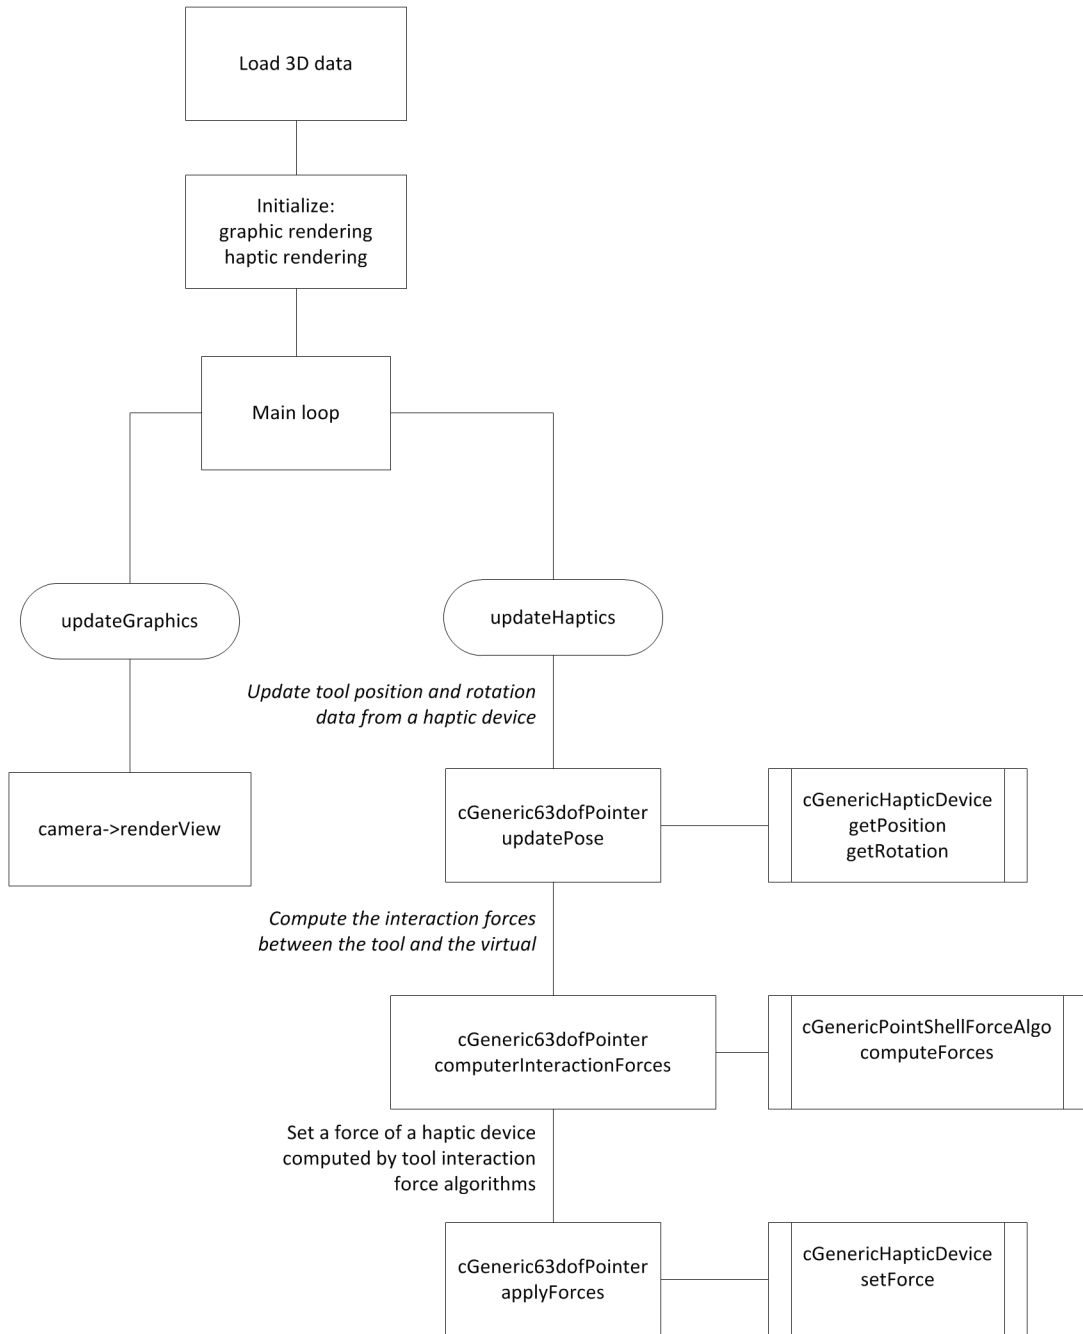 Load 3D data
Initialize:
graphic rendering
haptic rendering
Main loop
updateGraphics
updateHaptics
Update tool position and rotation
data from a haptic device
camera->renderView
cGeneric63dofPointer
updatePose
cGenericHapticDevice
getPosition
getRotation
Compute the interaction forces
between the tool and the virtual
cGeneric63dofPointer
computerInteractionForces
cGenericPointShellForceAlgo
computeForces
Set a force of a haptic device
computed by tool interaction
force algorithms
cGeneric63dofPointer
applyForces
cGenericHapticDevice
setForce